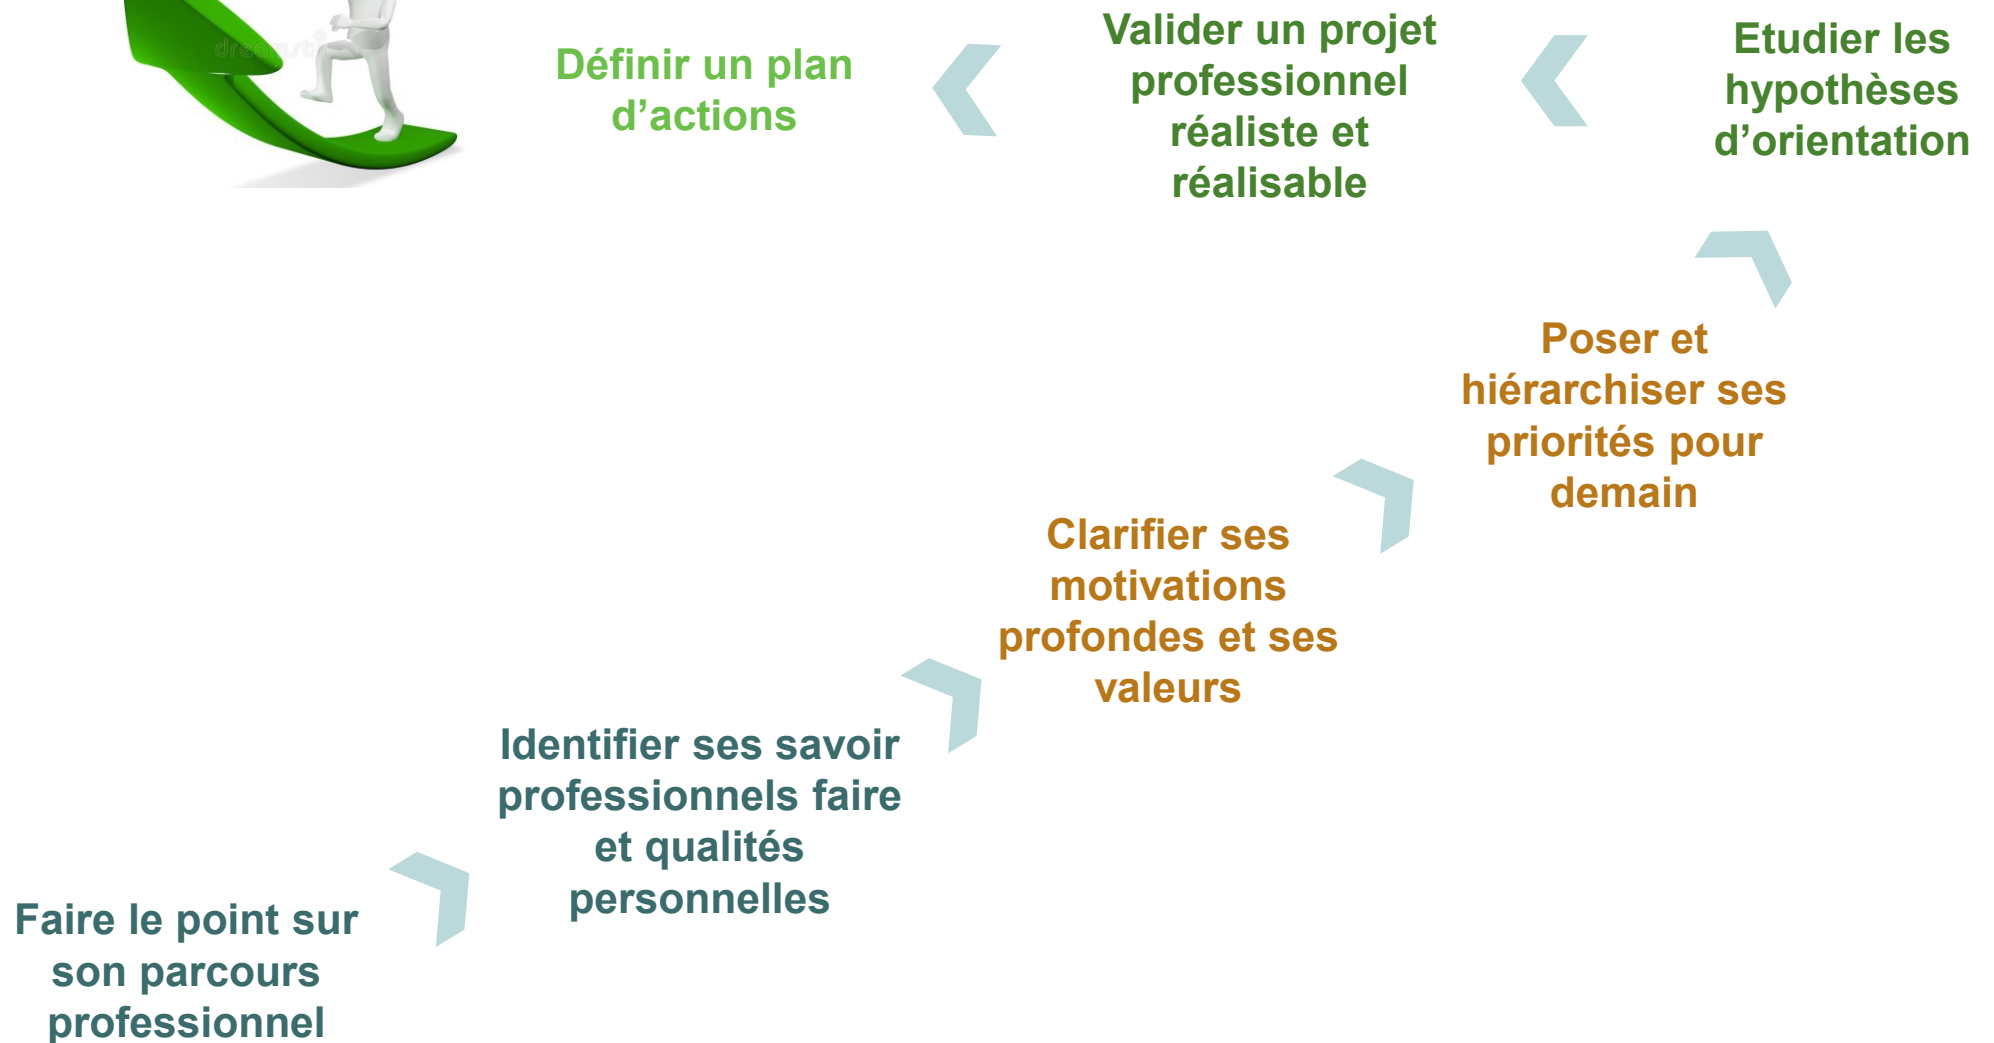 Définir un plan
d’actions
Valider un projet
professionnel
réaliste et
réalisable
Etudier les
hypothèses
d’orientation
Poser et
hiérarchiser ses
priorités pour
demain
Clarifier ses
motivations
profondes et ses
valeurs
Identifier ses savoir
professionnels faire
et qualités
personnelles
Faire le point sur
son parcours
professionnel